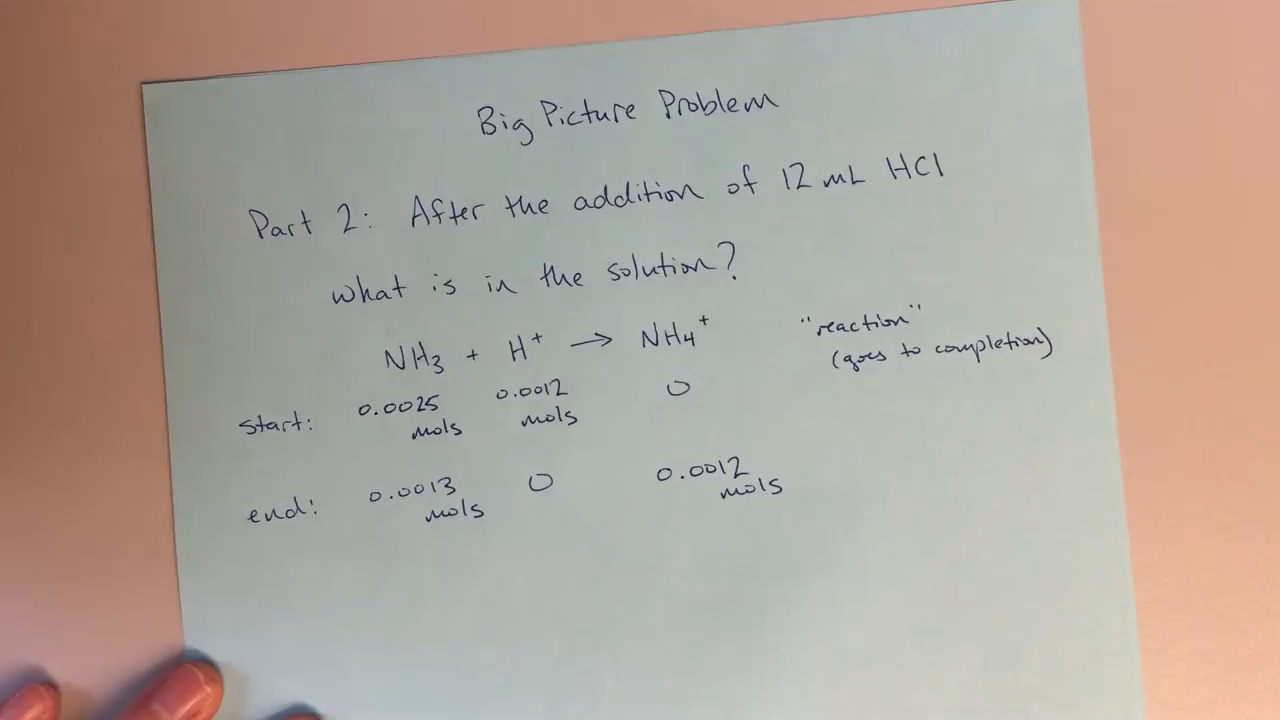 Big Picture Problem
Part 2: After the addition of 12 mL HCl
what is in the solution?
NH₃ + H⁺ → NH₄⁺ "reaction"
(goes to completion)
start: 0.0025 mols 0.0012 mols 0
end: 0.0013 mols 0 0.0012 mols